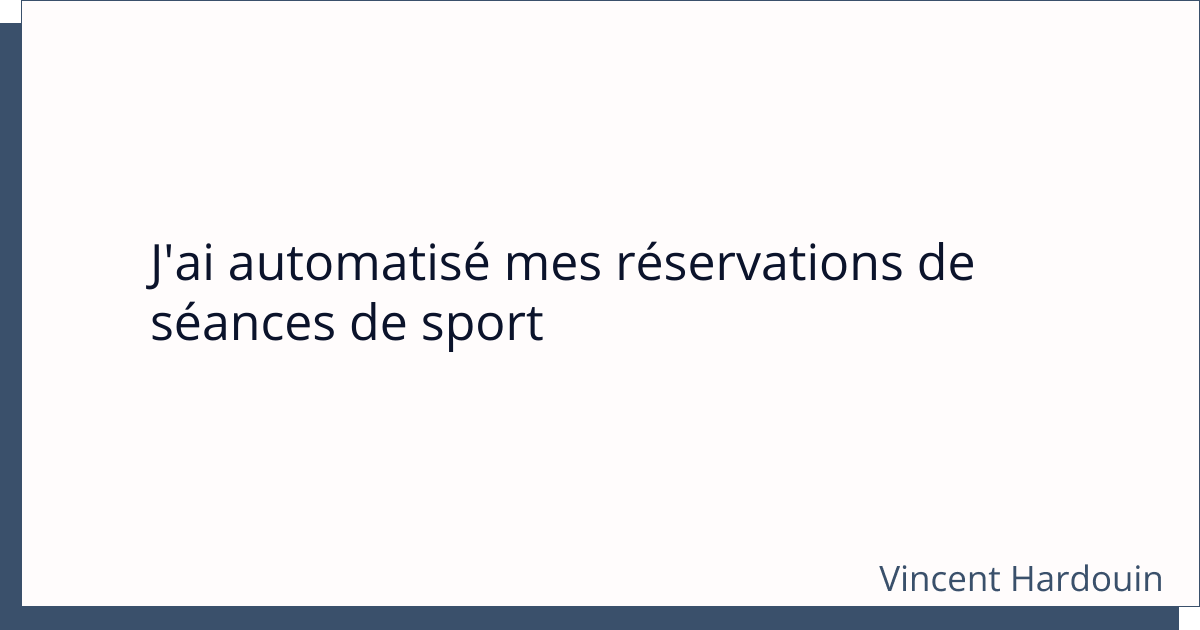 J'ai automatisé mes réservations de
séances de sport
Vincent Hardouin